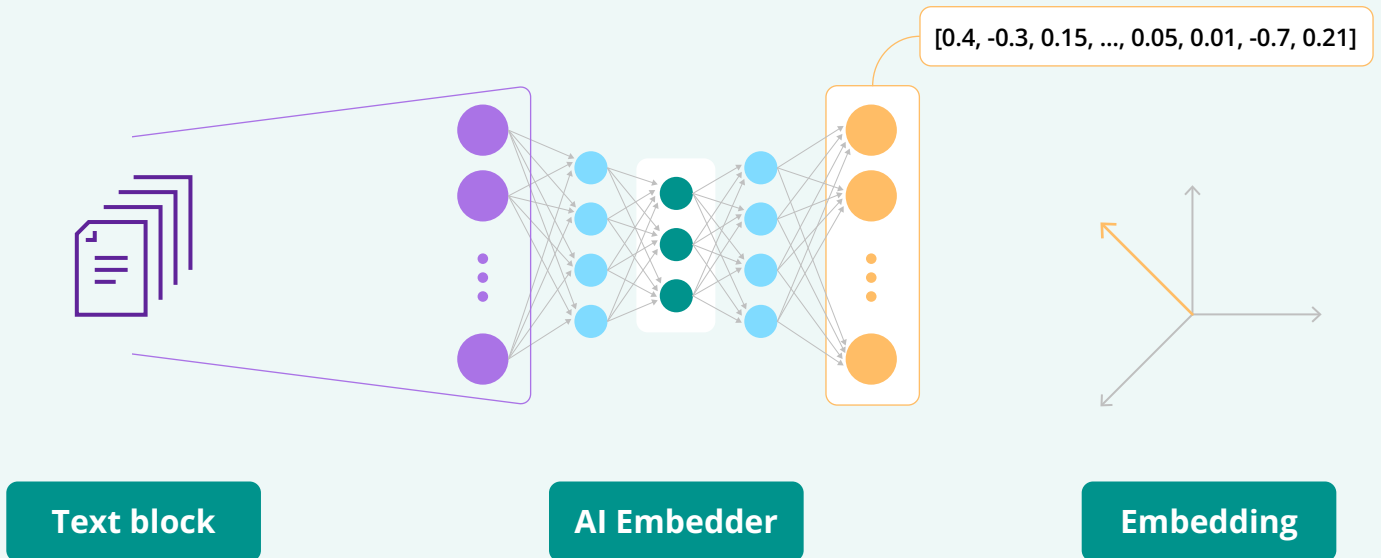 [0.4, -0.3, 0.15, ..., 0.05, 0.01, -0.7, 0.21]
Text block
AI Embedder
Embedding